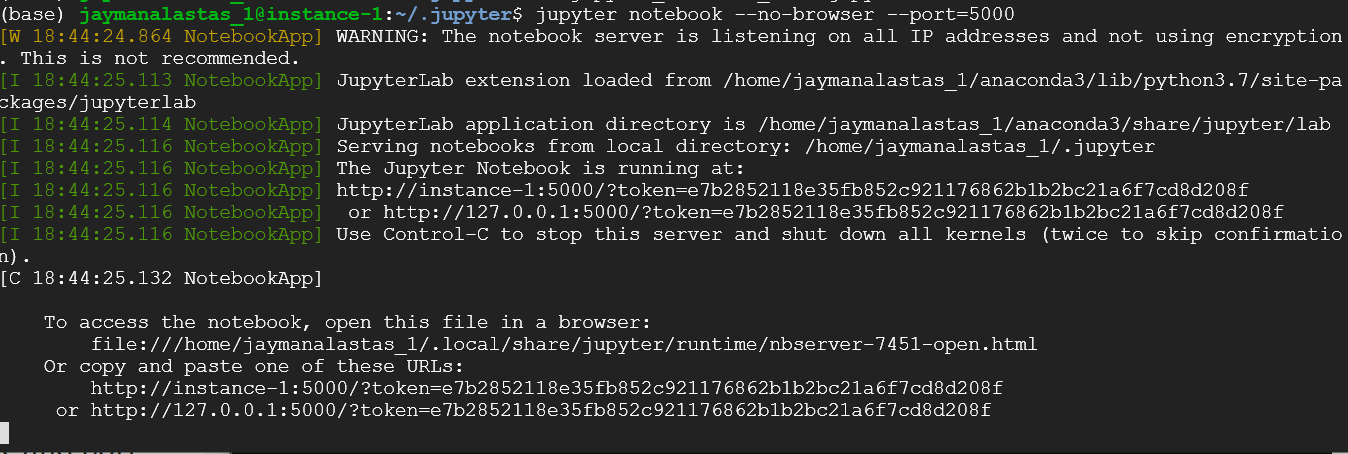 (base) jaymanalastas_1@instance-1:~/.jupyter$ jupyter notebook --no-browser --port=5000
[W 18:44:24.864 NotebookApp] WARNING: The notebook server is listening on all IP addresses and not using encryption
. This is not recommended.
[I 18:44:25.113 NotebookApp] JupyterLab extension loaded from /home/jaymanalastas_1/anaconda3/lib/python3.7/site-pa
ckages/jupyterlab
[I 18:44:25.114 NotebookApp] JupyterLab application directory is /home/jaymanalastas_1/anaconda3/share/jupyter/lab
[I 18:44:25.116 NotebookApp] Serving notebooks from local directory: /home/jaymanalastas_1/.jupyter
[I 18:44:25.116 NotebookApp] The Jupyter Notebook is running at:
[I 18:44:25.116 NotebookApp] http://instance-1:5000/?token=e7b2852118e35fb852c921176862b1b2bc21a6f7cd8d208f
[I 18:44:25.116 NotebookApp]  or http://127.0.0.1:5000/?token=e7b2852118e35fb852c921176862b1b2bc21a6f7cd8d208f
[I 18:44:25.116 NotebookApp] Use Control-C to stop this server and shut down all kernels (twice to skip confirmatio
n).
[C 18:44:25.132 NotebookApp]
    To access the notebook, open this file in a browser:
        file:///home/jaymanalastas_1/.local/share/jupyter/runtime/nbserver-7451-open.html
    Or copy and paste one of these URLs:
        http://instance-1:5000/?token=e7b2852118e35fb852c921176862b1b2bc21a6f7cd8d208f
     or http://127.0.0.1:5000/?token=e7b2852118e35fb852c921176862b1b2bc21a6f7cd8d208f